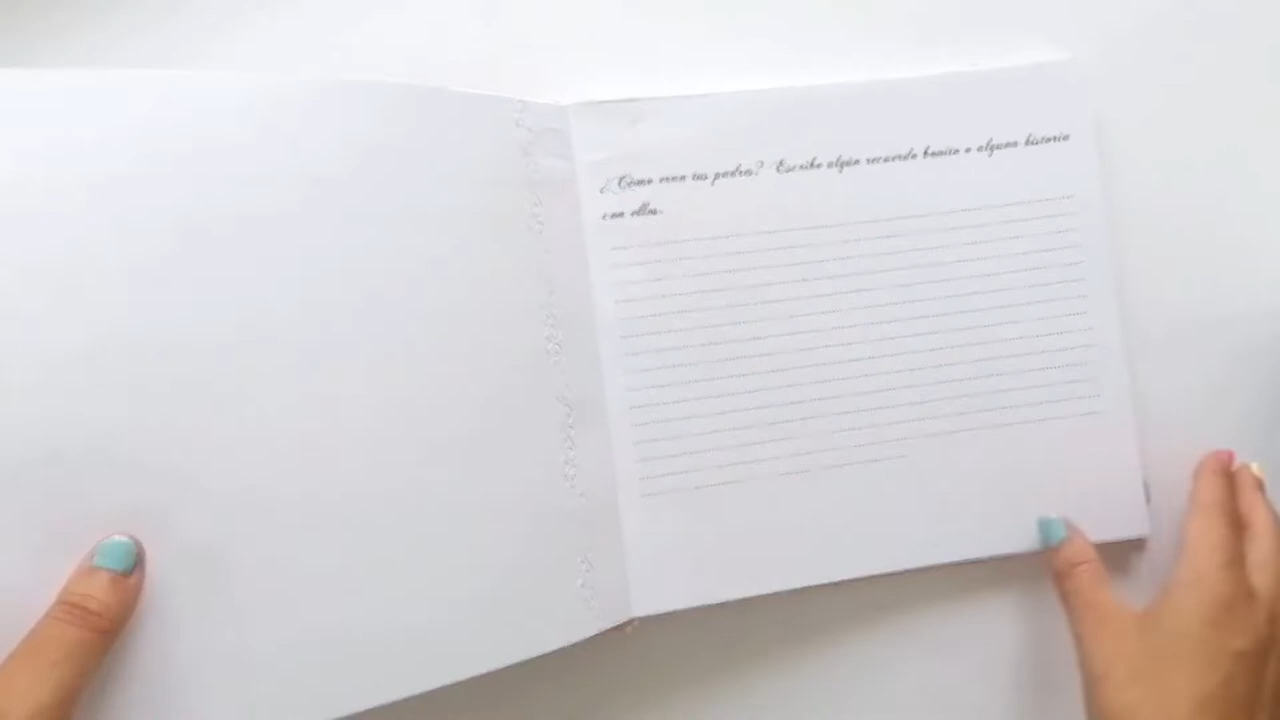 ¿Cómo eran tus padres? Escribe algún recuerdo bonito o alguna historia
con ellos.